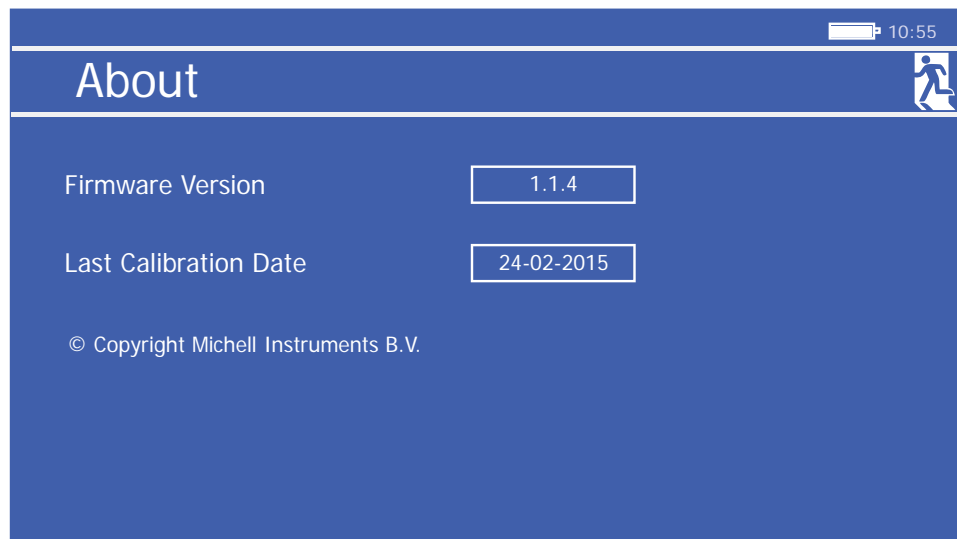 10:55
About
Firmware Version 1.1.4
Last Calibration Date 24-02-2015
© Copyright Michell Instruments B.V.